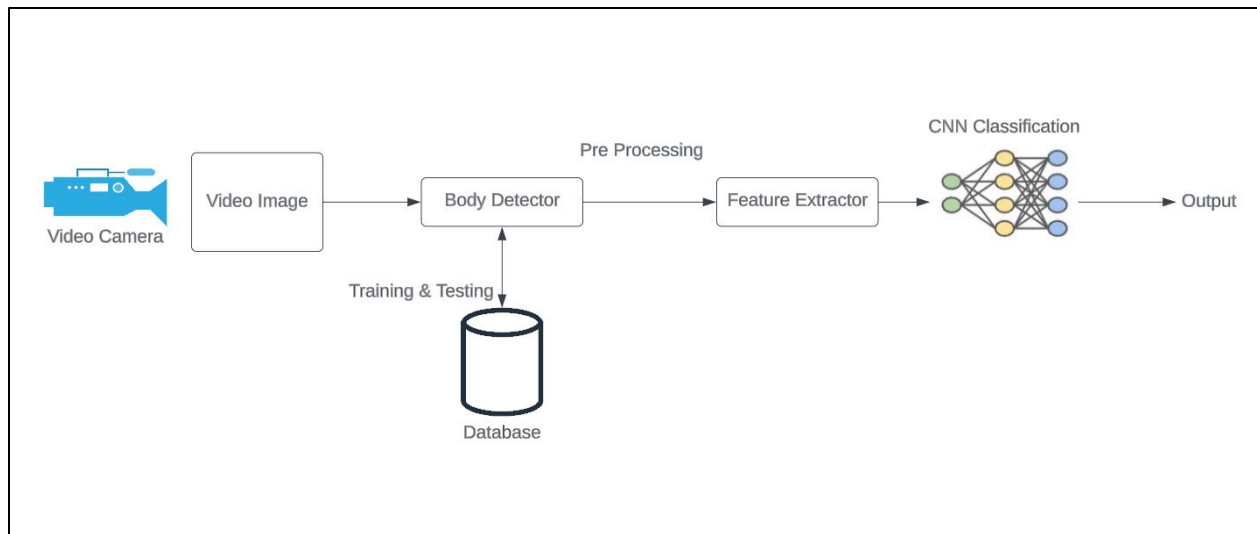 CNN Classification
Pre Processing
Video Image
Body Detector
Feature Extractor
Output
Video Camera
Training & Testing
Database